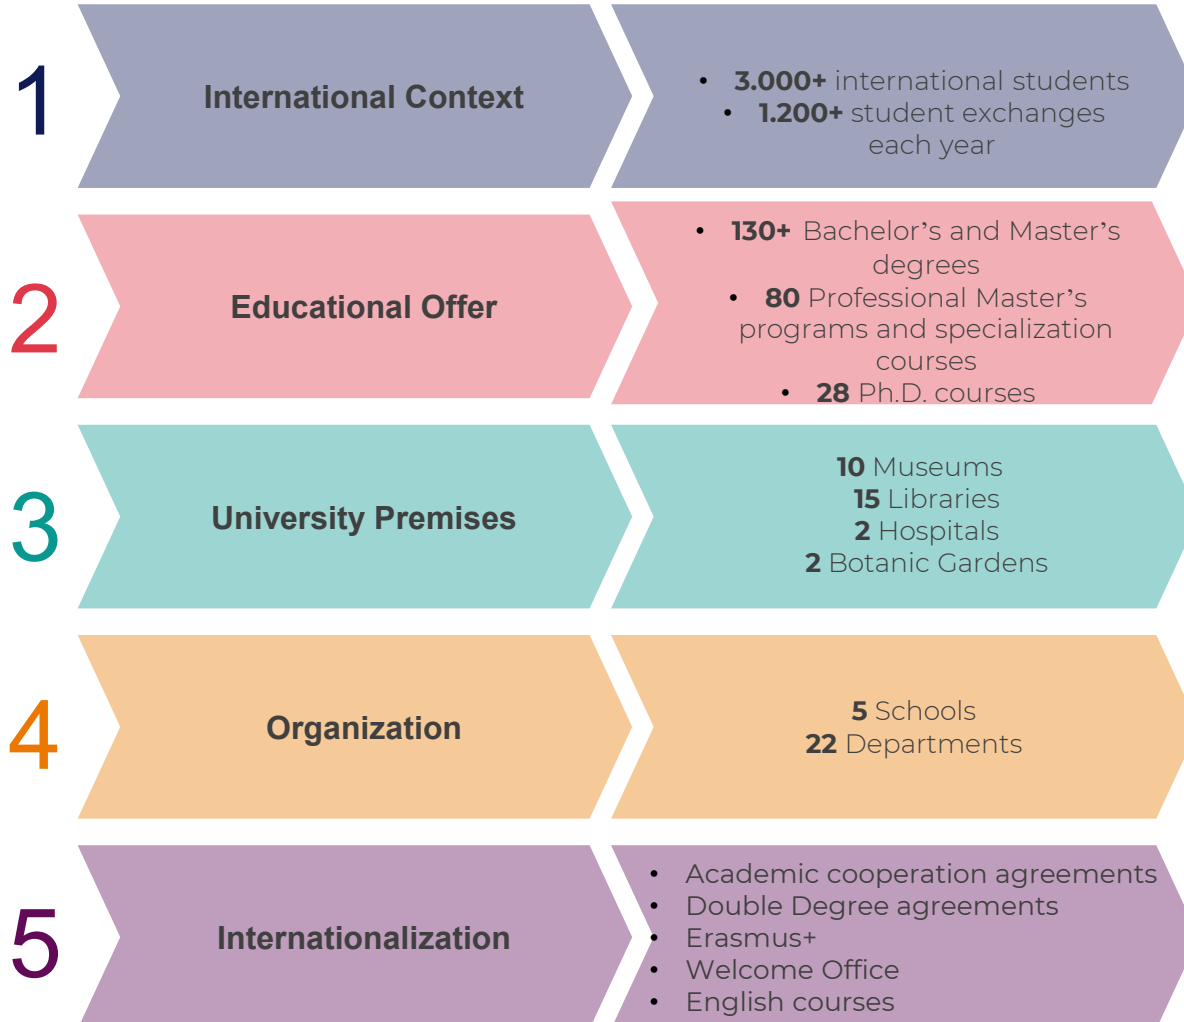 1
International Context
• 3.000+ international students
• 1.200+ student exchanges
each year
2
Educational Offer
• 130+ Bachelor’s and Master’s
degrees
• 80 Professional Master’s
programs and specialization
courses
• 28 Ph.D. courses
3
University Premises
10 Museums
15 Libraries
2 Hospitals
2 Botanic Gardens
4
Organization
5 Schools
22 Departments
5
Internationalization
• Academic cooperation agreements
• Double Degree agreements
• Erasmus+
• Welcome Office
• English courses